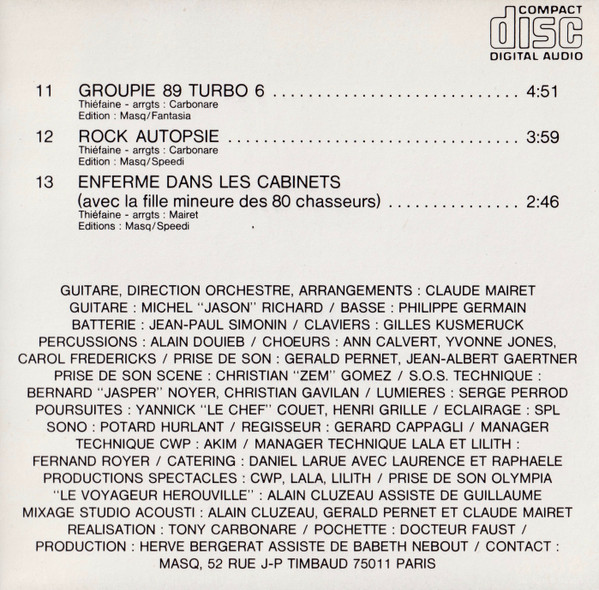 COMPACT
disc
DIGITAL AUDIO
11 GROUPIE 89 TURBO 6 ............................ 4:51
Thiéfaine - arrgts : Carbonare
Edition : Masq/Fantasia
12 ROCK AUTOPSIE ................................. 3:59
Thiéfaine - arrgts : Carbonare
Edition : Masq/Speedi
13 ENFERME DANS LES CABINETS
(avec la fille mineure des 80 chasseurs) ............... 2:46
Thiéfaine - arrgts : Mairet
Editions : Masq/Speedi
GUITARE, DIRECTION ORCHESTRE, ARRANGEMENTS : CLAUDE MAIRET
GUITARE : MICHEL "JASON" RICHARD / BASSE : PHILIPPE GERMAIN
BATTERIE : JEAN-PAUL SIMONIN / CLAVIERS : GILLES KUSMERUCK
PERCUSSIONS : ALAIN DOUIEB / CHOEURS : ANN CALVERT, YVONNE JONES,
CAROL FREDERICKS / PRISE DE SON : GERALD PERNET, JEAN-ALBERT GAERTNER
PRISE DE SON SCENE : CHRISTIAN "ZEM" GOMEZ / S.O.S. TECHNIQUE :
BERNARD "JASPER" NOYER, CHRISTIAN GAVILAN / LUMIERES : SERGE PERROD
POURSUITES : YANNICK "LE CHEF" COUET, HENRI GRILLE / ECLAIRAGE : SPL
SONO : POTARD HURLANT / REGISSEUR : GERARD CAPPAGLI / MANAGER
TECHNIQUE CWP : AKIM / MANAGER TECHNIQUE LALA ET LILITH :
FERNAND ROYER / CATERING : DANIEL LARUE AVEC LAURENCE ET RAPHAELE
PRODUCTIONS SPECTACLES : CWP, LALA, LILITH / PRISE DE SON OLYMPIA
"LE VOYAGEUR HEROUVILLE" : ALAIN CLUZEAU ASSISTE DE GUILLAUME
MIXAGE STUDIO ACOUSTI : ALAIN CLUZEAU, GERALD PERNET ET CLAUDE MAIRET
REALISATION : TONY CARBONARE / POCHETTE : DOCTEUR FAUST /
PRODUCTION : HERVE BERGERAT ASSISTE DE BABETH NEBOUT / CONTACT :
MASQ, 52 RUE J-P TIMBAUD 75011 PARIS